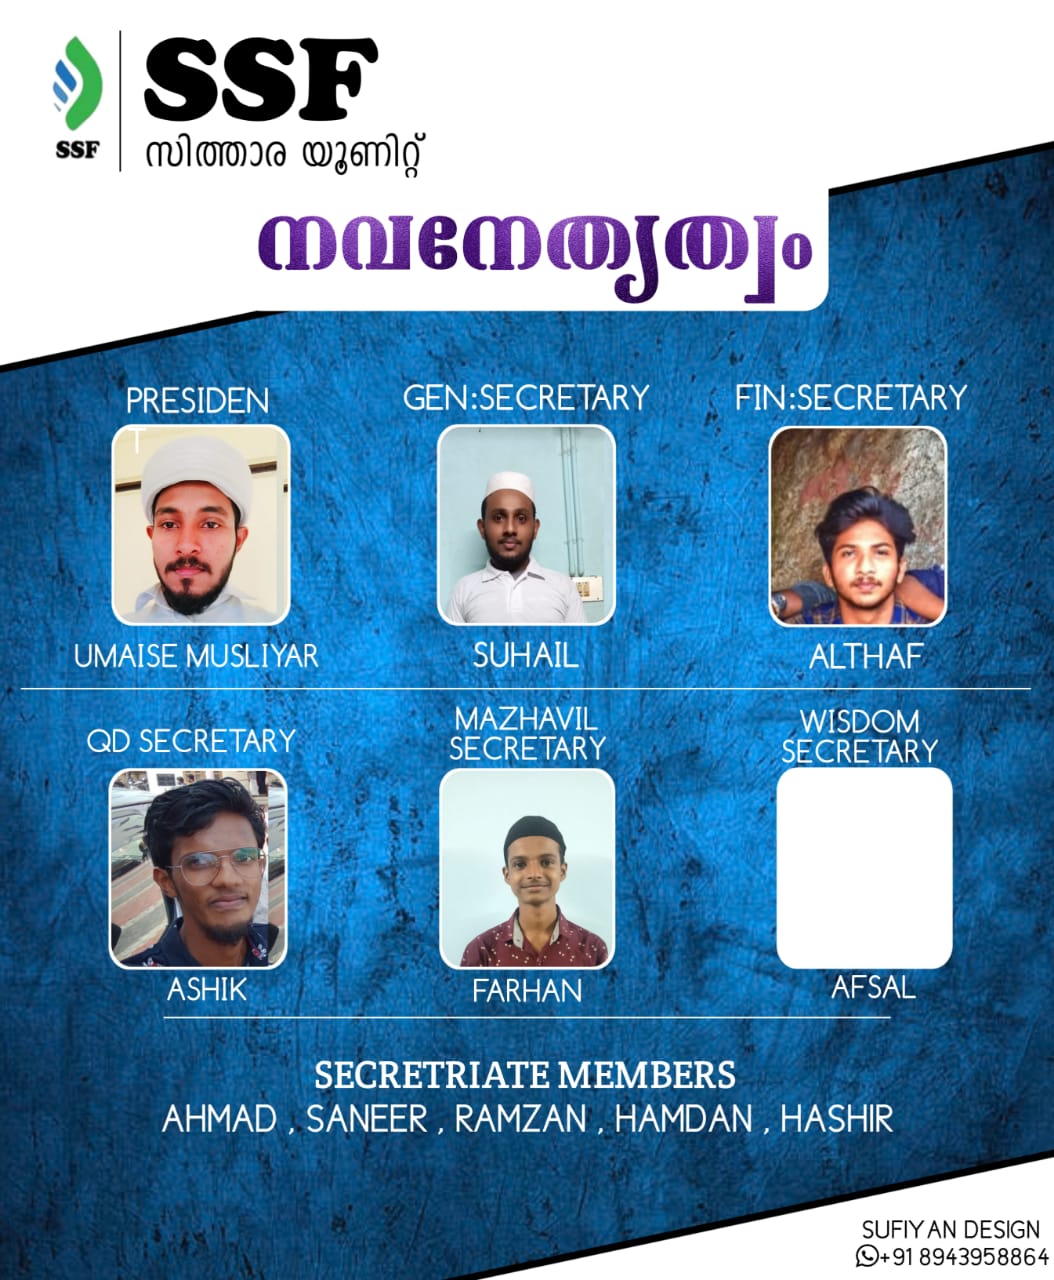 SSF
SSF
സിത്താര യൂണിറ്റ്
നവനേതൃത്വം
PRESIDEN
T
GEN:SECRETARY
FIN:SECRETARY
UMAISE MUSLIYAR
SUHAIL
ALTHAF
QD SECRETARY
MAZHAVIL
SECRETARY
WISDOM
SECRETARY
ASHIK
FARHAN
AFSAL
SECRETRIATE MEMBERS
AHMAD , SANEER , RAMZAN , HAMDAN , HASHIR
SUFIYAN DESIGN
+91 8943958864